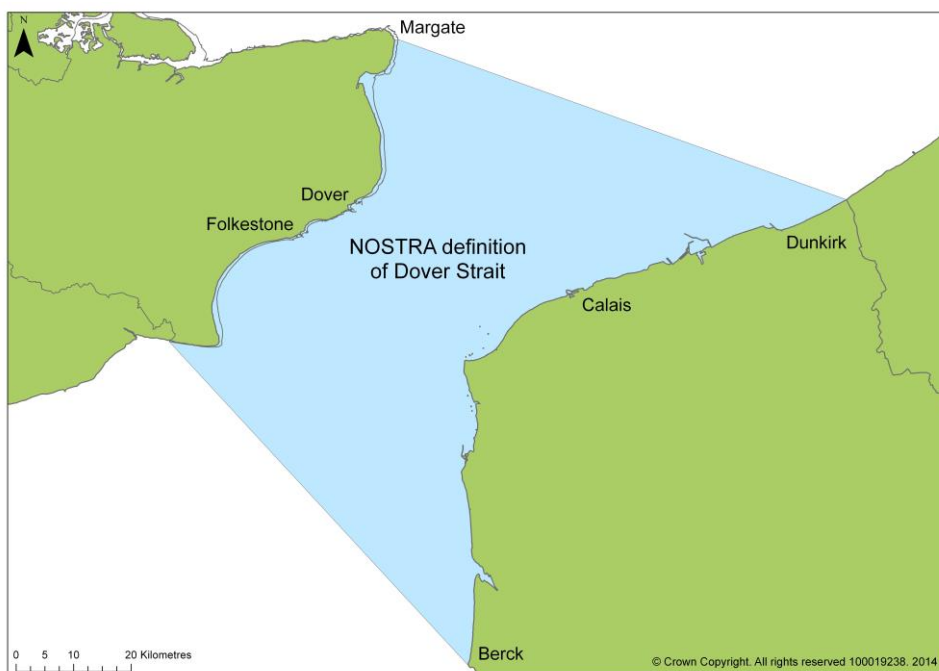 N
Margate
Dover
Folkestone
NOSTRA definition
of Dover Strait
Dunkirk
Calais
Berck
0 5 10 20 Kilometres
© Crown Copyright. All rights reserved 100019238. 2014